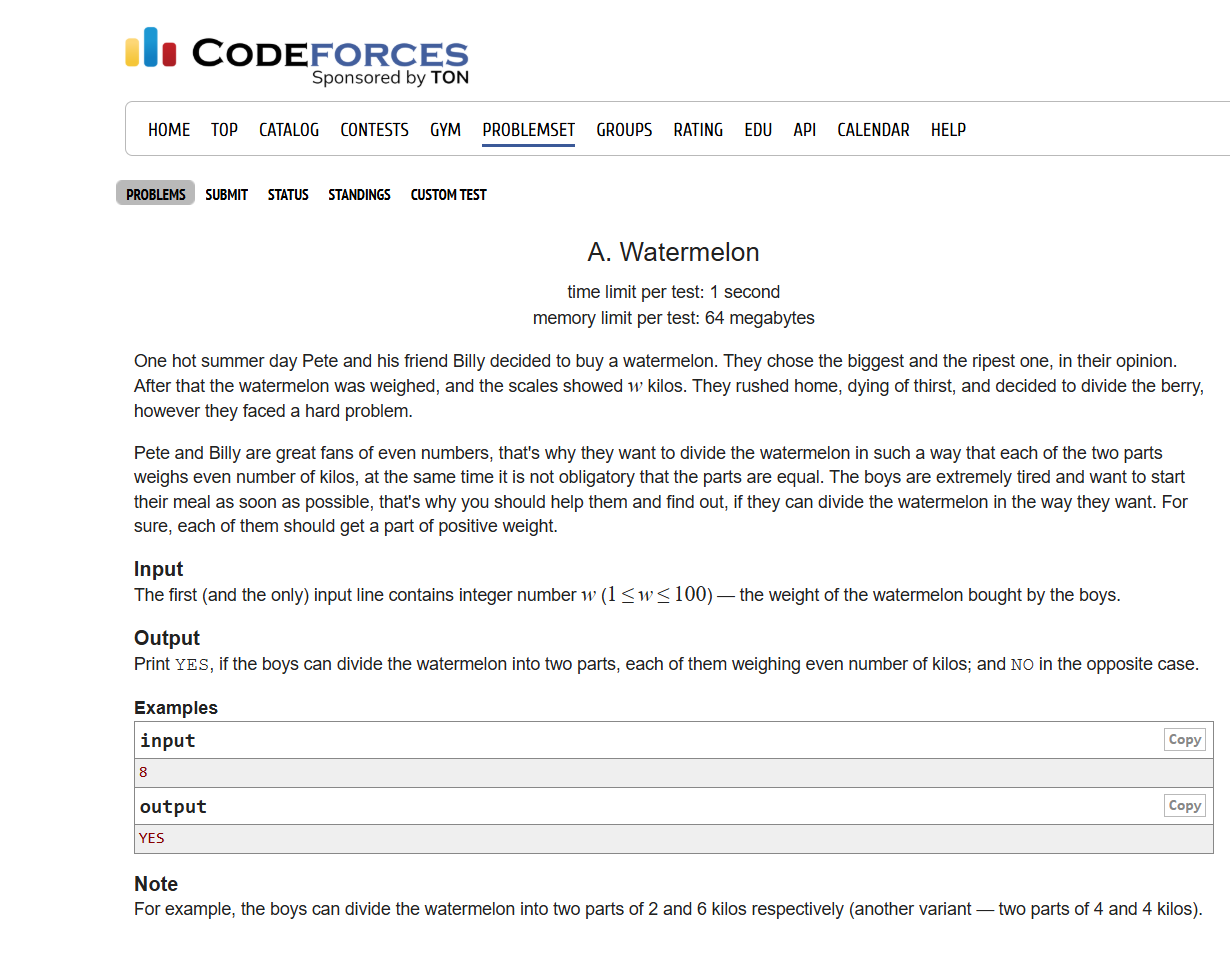 CODEFORCES
Sponsored by TON
HOME TOP CATALOG CONTESTS GYM PROBLEMSET GROUPS RATING EDU API CALENDAR HELP
PROBLEMS SUBMIT STATUS STANDINGS CUSTOM TEST
A. Watermelon
time limit per test: 1 second
memory limit per test: 64 megabytes
One hot summer day Pete and his friend Billy decided to buy a watermelon. They chose the biggest and the ripest one, in their opinion.
After that the watermelon was weighed, and the scales showed w kilos. They rushed home, dying of thirst, and decided to divide the berry,
however they faced a hard problem.
Pete and Billy are great fans of even numbers, that's why they want to divide the watermelon in such a way that each of the two parts
weighs even number of kilos, at the same time it is not obligatory that the parts are equal. The boys are extremely tired and want to start
their meal as soon as possible, that's why you should help them and find out, if they can divide the watermelon in the way they want. For
sure, each of them should get a part of positive weight.
Input
The first (and the only) input line contains integer number w (1 ≤ w ≤ 100) — the weight of the watermelon bought by the boys.
Output
Print YES, if the boys can divide the watermelon into two parts, each of them weighing even number of kilos; and NO in the opposite case.
Examples
input Copy
8
output Copy
YES
Note
For example, the boys can divide the watermelon into two parts of 2 and 6 kilos respectively (another variant — two parts of 4 and 4 kilos).